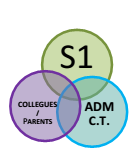 S1
COLLEGUES
/
PARENTS
ADM
C.T.